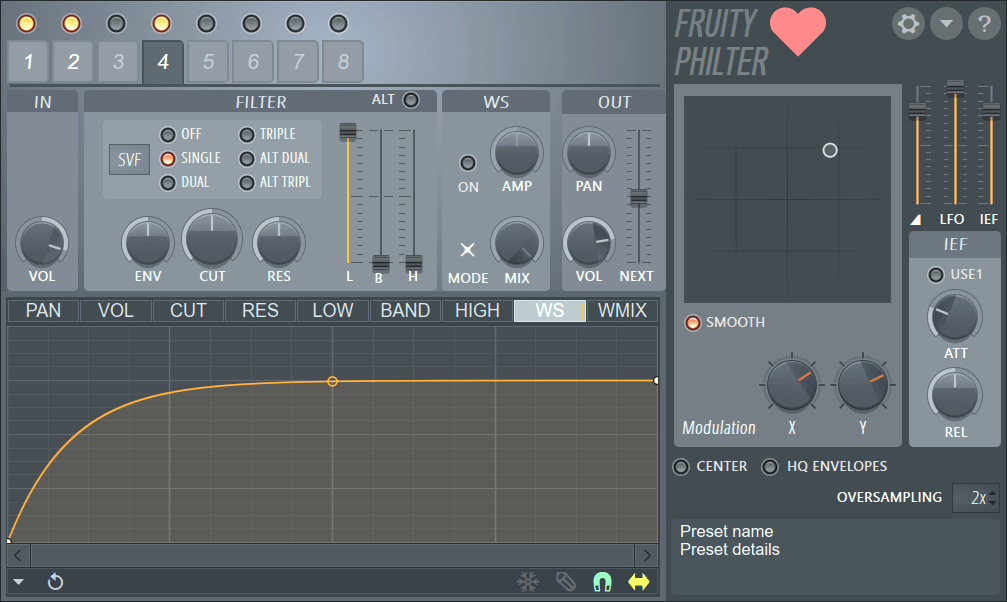 1 2 3 4 5 6 7 8
FRUITY
PHILTER
?
IN FILTER ALT WS OUT
OFF TRIPLE
SVF SINGLE ALT DUAL
DUAL ALT TRIPL
ON AMP PAN
VOL ENV CUT RES L B H MODE MIX VOL NEXT
LFO IEF
IEF
USE1
ATT
REL
PAN VOL CUT RES LOW BAND HIGH WS WMIX
SMOOTH
Modulation X Y
CENTER HQ ENVELOPES
OVERSAMPLING 2x
Preset name
Preset details